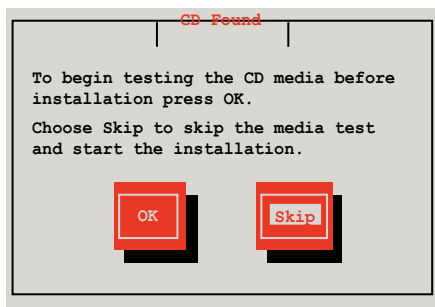 CD Found
To begin testing the CD media before
installation press OK.
Choose Skip to skip the media test
and start the installation.
OK
Skip